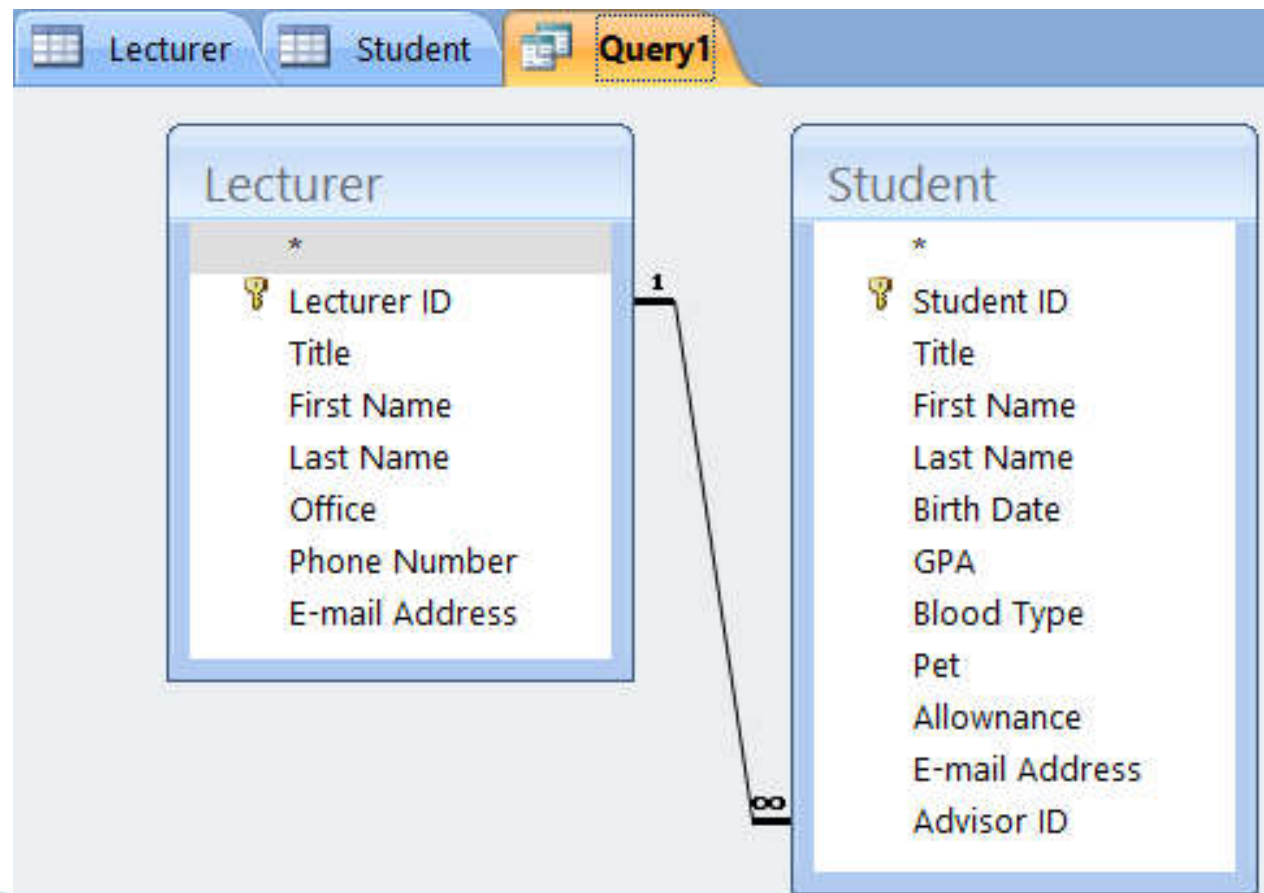 Lecturer Student Query1
Lecturer
*
Lecturer ID
Title
First Name
Last Name
Office
Phone Number
E-mail Address
1
∞
Student
*
Student ID
Title
First Name
Last Name
Birth Date
GPA
Blood Type
Pet
Allownance
E-mail Address
Advisor ID